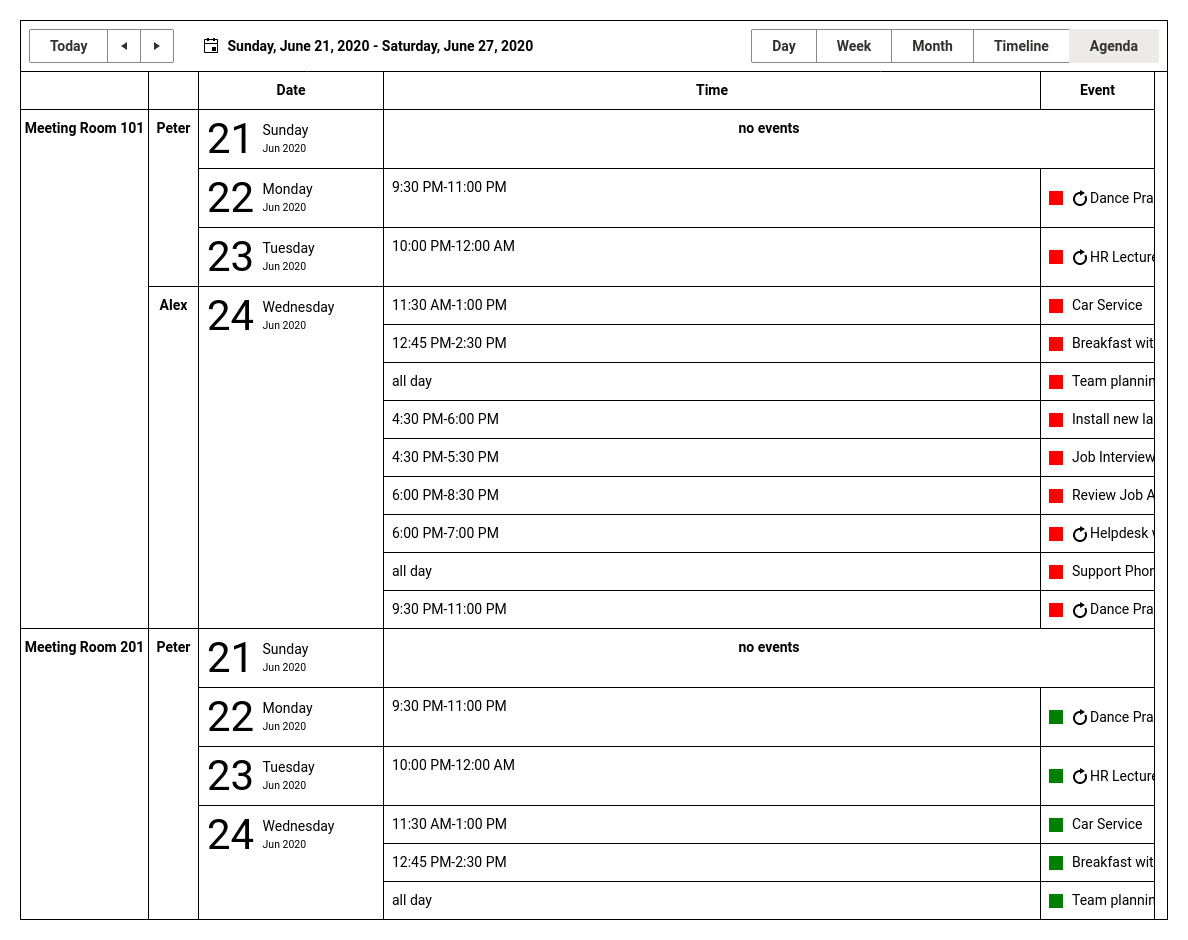 Today
Sunday, June 21, 2020 - Saturday, June 27, 2020
Day Week Month Timeline Agenda
Date Time Event
Meeting Room 101 Peter 21 Sunday Jun 2020 no events
22 Monday Jun 2020 9:30 PM-11:00 PM Dance Pra
23 Tuesday Jun 2020 10:00 PM-12:00 AM HR Lecture
Alex 24 Wednesday Jun 2020 11:30 AM-1:00 PM Car Service
12:45 PM-2:30 PM Breakfast wit
all day Team plannin
4:30 PM-6:00 PM Install new la
4:30 PM-5:30 PM Job Interview
6:00 PM-8:30 PM Review Job A
6:00 PM-7:00 PM Helpdesk
all day Support Phon
9:30 PM-11:00 PM Dance Pra
Meeting Room 201 Peter 21 Sunday Jun 2020 no events
22 Monday Jun 2020 9:30 PM-11:00 PM Dance Pra
23 Tuesday Jun 2020 10:00 PM-12:00 AM HR Lecture
24 Wednesday Jun 2020 11:30 AM-1:00 PM Car Service
12:45 PM-2:30 PM Breakfast wit
all day Team plannin